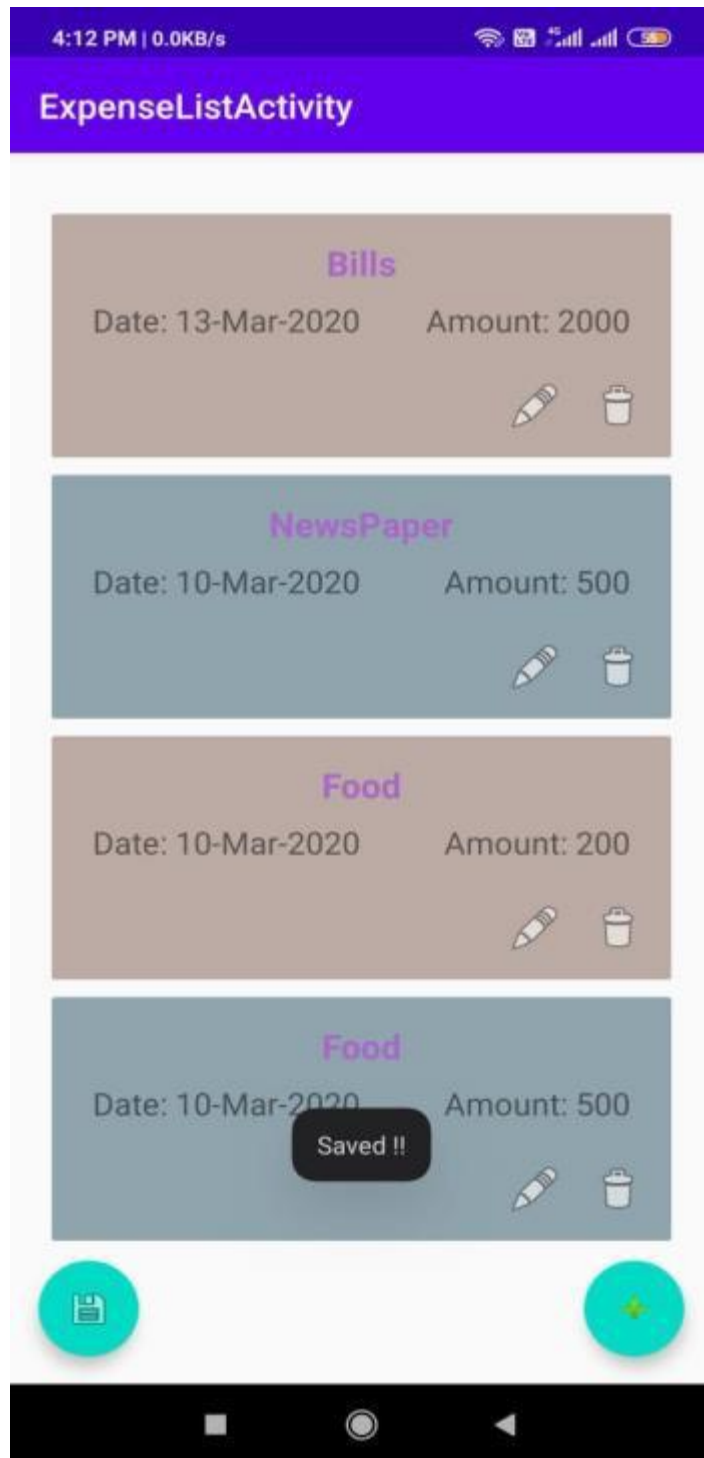 4:12 PM | 0.0KB/s
ExpenseListActivity
Bills
Date: 13-Mar-2020 Amount: 2000
NewsPaper
Date: 10-Mar-2020 Amount: 500
Food
Date: 10-Mar-2020 Amount: 200
Food
Date: 10-Mar-2020 Amount: 500
Saved !!